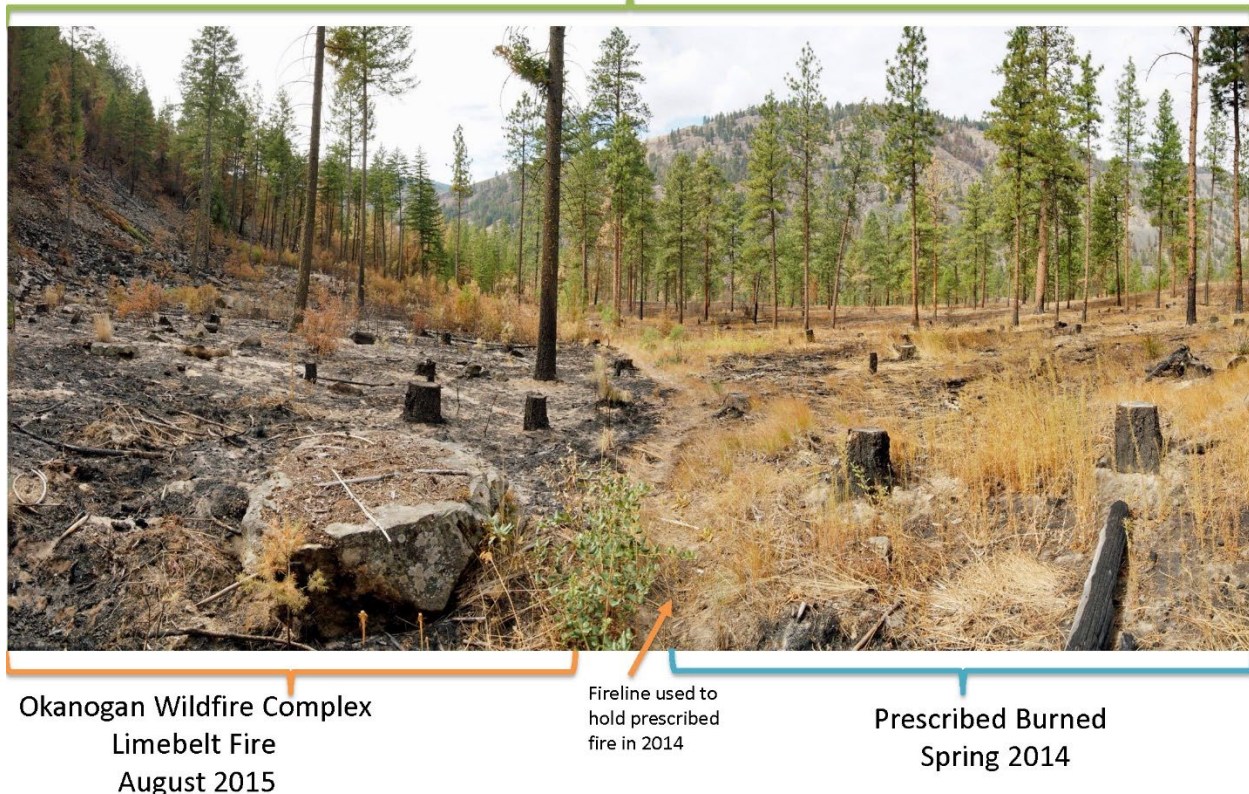 Okanogan Wildfire Complex
Limebelt Fire
August 2015
Fireline used to
hold prescribed
fire in 2014
Prescribed Burned
Spring 2014